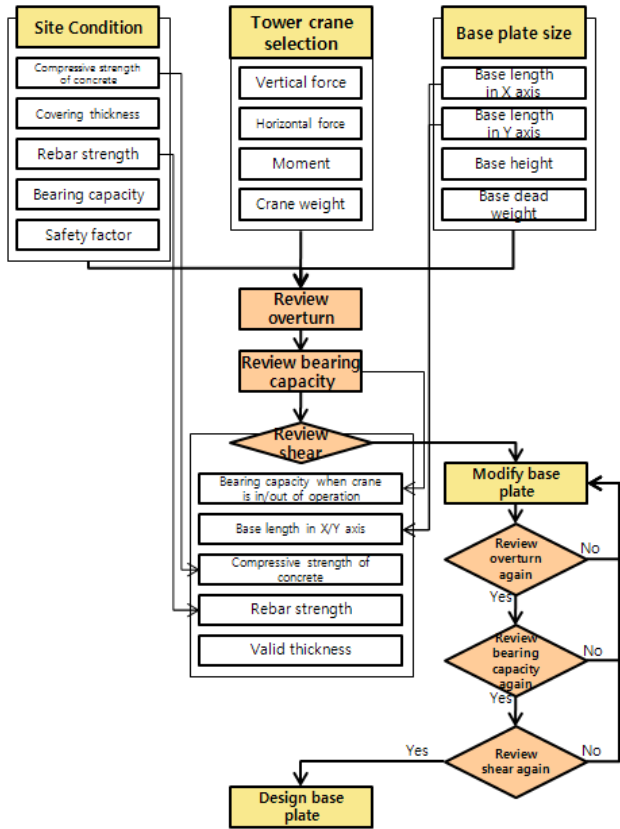 Site Condition
Compressive strength
of concrete
Covering thickness
Rebar strength
Bearing capacity
Safety factor
Tower crane
selection
Vertical force
Horizontal force
Moment
Crane weight
Base plate size
Base length
in X axis
Base length
in Y axis
Base height
Base dead
weight
Review
overturn
Review bearing
capacity
Review
shear
Bearing capacity when crane
is in/out of operation
Base length in X/Y axis
Compressive strength of
concrete
Rebar strength
Valid thickness
Modify base
plate
Review
overturn
again
No
Yes
Review
bearing
capacity
again
No
Yes
Review
shear again
No
Yes
Design base
plate